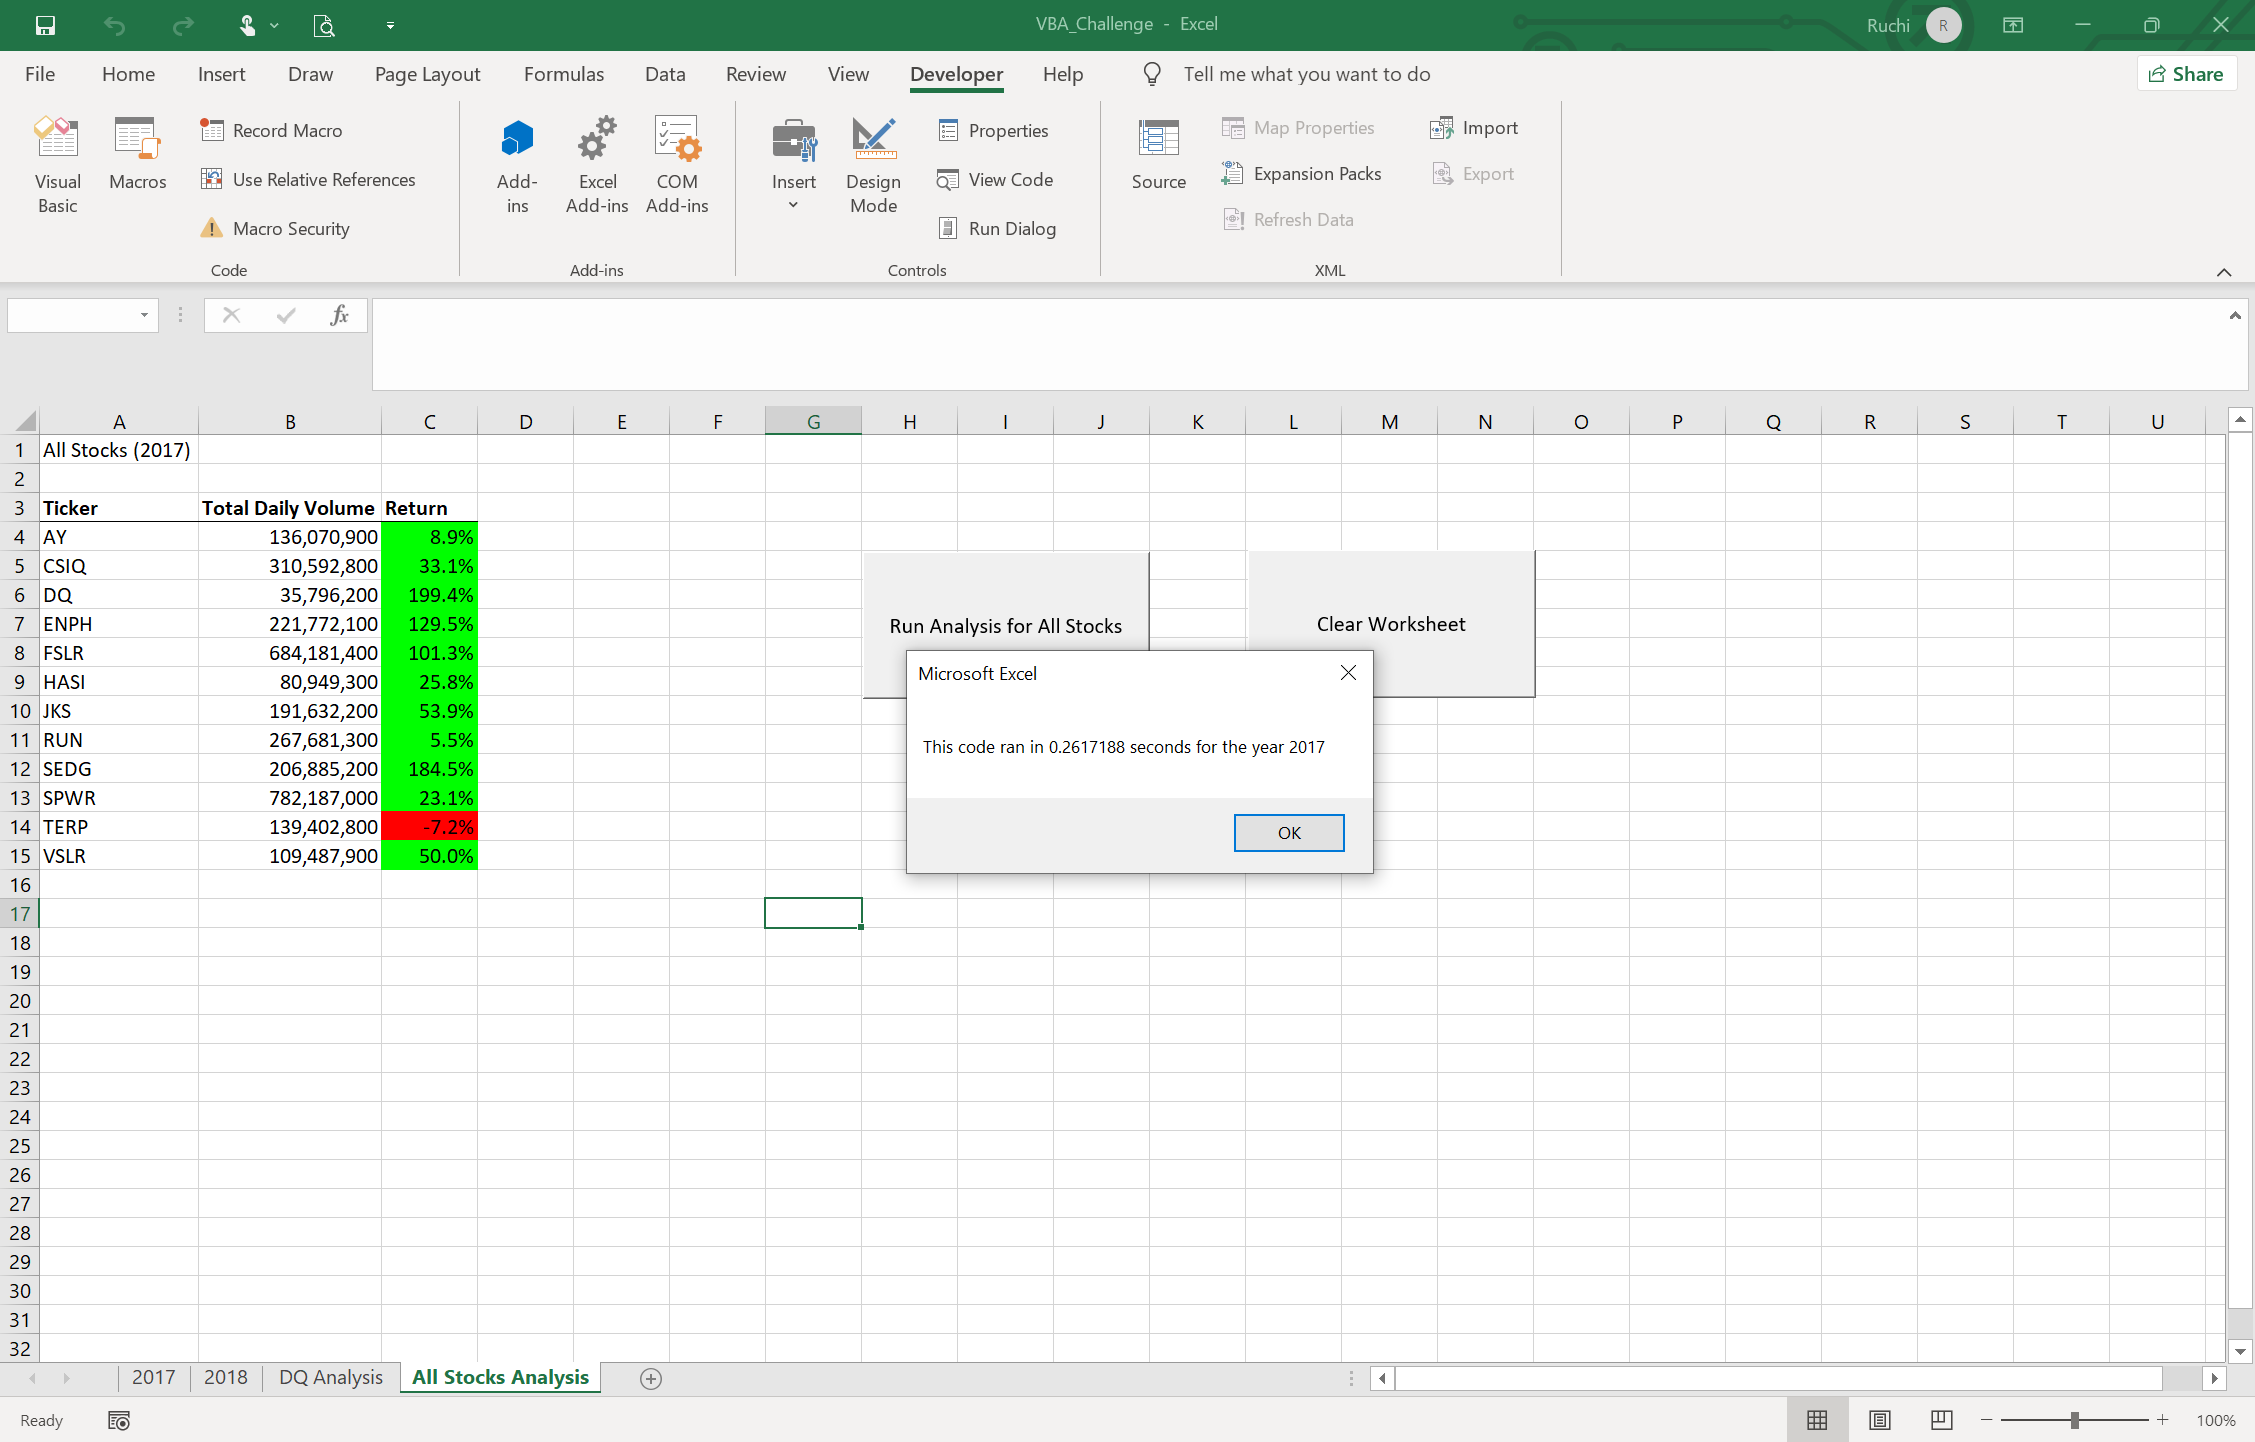 VBA_Challenge - Excel
Ruchi R
File Home Insert Draw Page Layout Formulas Data Review View Developer Help Tell me what you want to do Share
Visual Basic
Macros
Record Macro
Use Relative References
Macro Security
Code
Add-ins
Excel Add-ins
COM Add-ins
Add-ins
Insert
Design Mode
Properties
View Code
Run Dialog
Controls
Source
Map Properties
Expansion Packs
Refresh Data
Import
Export
XML
fx
A B C D E F G H I J K L M N O P Q R S T U
1 All Stocks (2017)
2
3 Ticker Total Daily Volume Return
4 AY 136,070,900 8.9%
5 CSIQ 310,592,800 33.1%
6 DQ 35,796,200 199.4%
7 ENPH 221,772,100 129.5%
8 FSLR 684,181,400 101.3%
9 HASI 80,949,300 25.8%
10 JKS 191,632,200 53.9%
11 RUN 267,681,300 5.5%
12 SEDG 206,885,200 184.5%
13 SPWR 782,187,000 23.1%
14 TERP 139,402,800 -7.2%
15 VSLR 109,487,900 50.0%
16
17
18
19
20
21
22
23
24
25
26
27
28
29
30
31
32
Run Analysis for All Stocks
Clear Worksheet
Microsoft Excel
This code ran in 0.2617188 seconds for the year 2017
OK
2017 2018 DQ Analysis All Stocks Analysis
Ready
100%